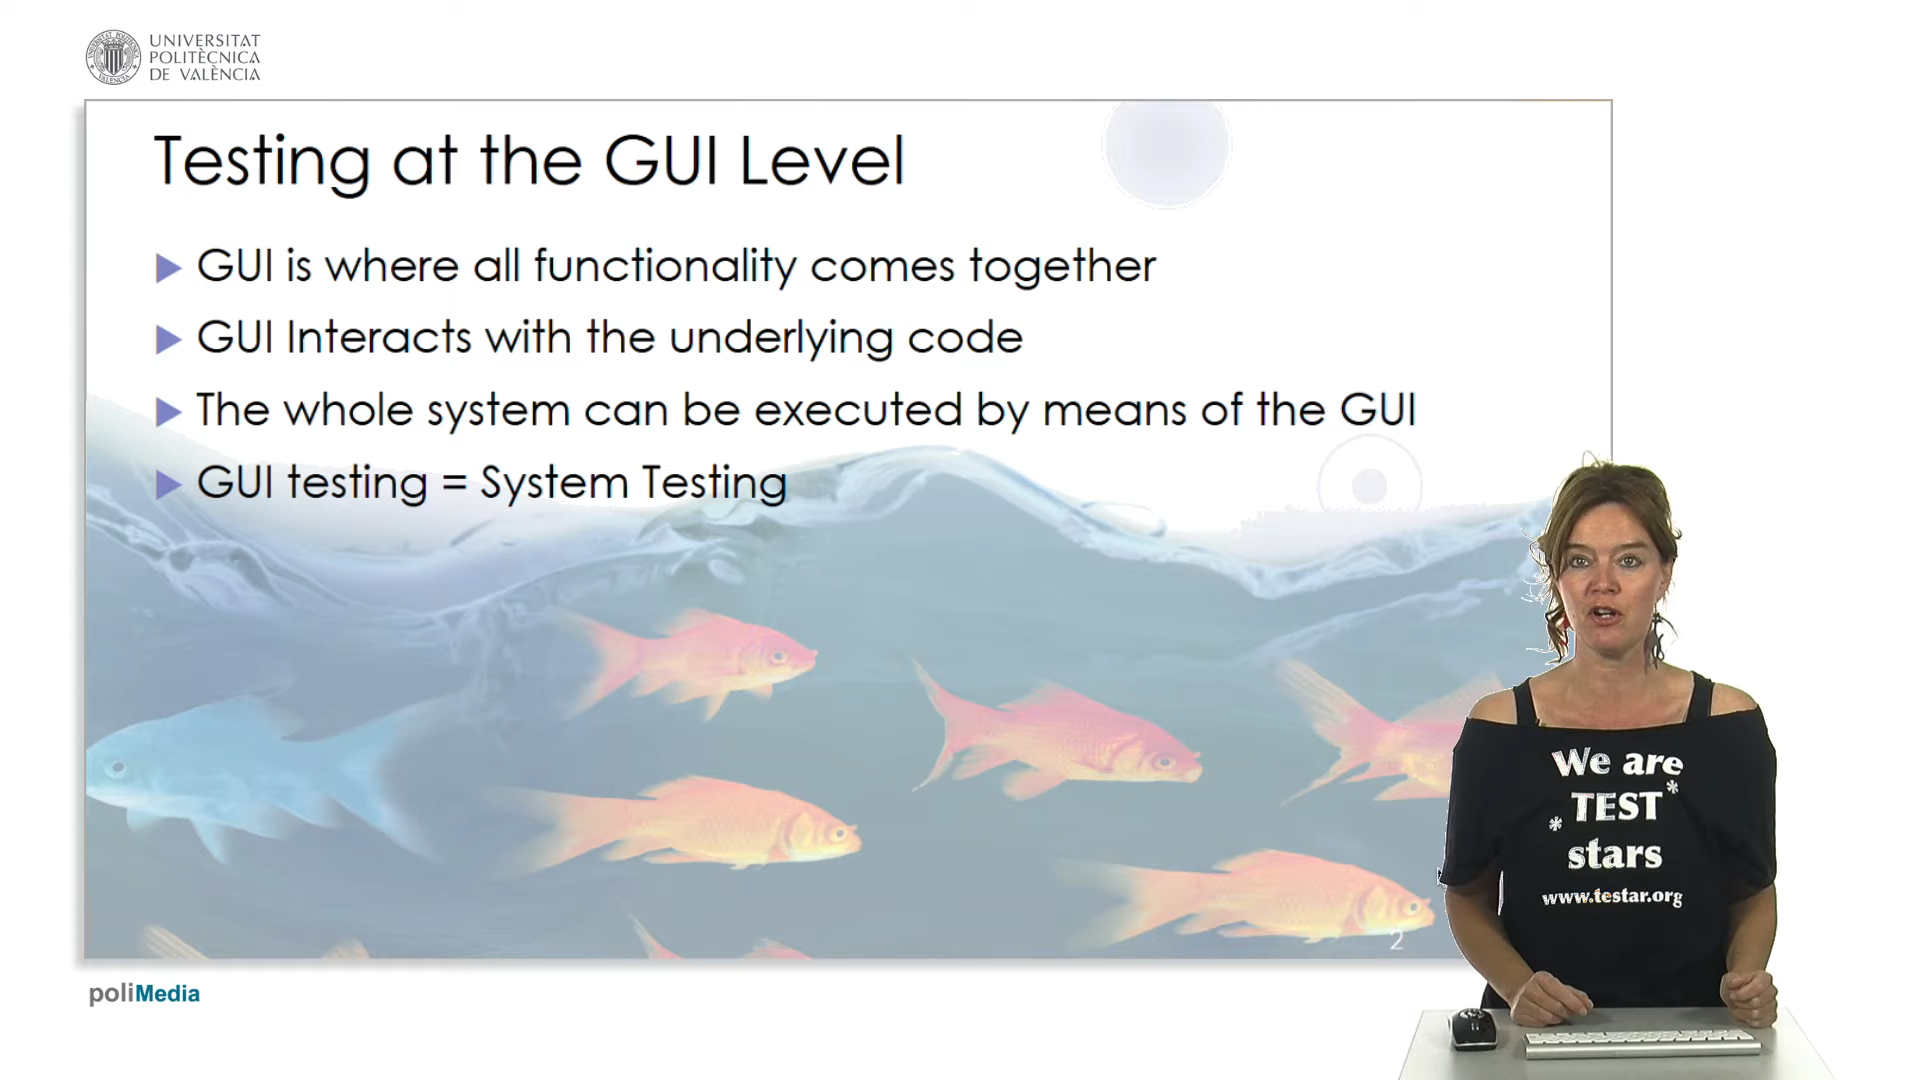 UNIVERSITAT
POLITÈCNICA
DE VALÈNCIA
Testing at the GUI Level
GUI is where all functionality comes together
GUI Interacts with the underlying code
The whole system can be executed by means of the GUI
GUI testing = System Testing
We are
* TEST *
stars
www.testar.org
2
poliMedia